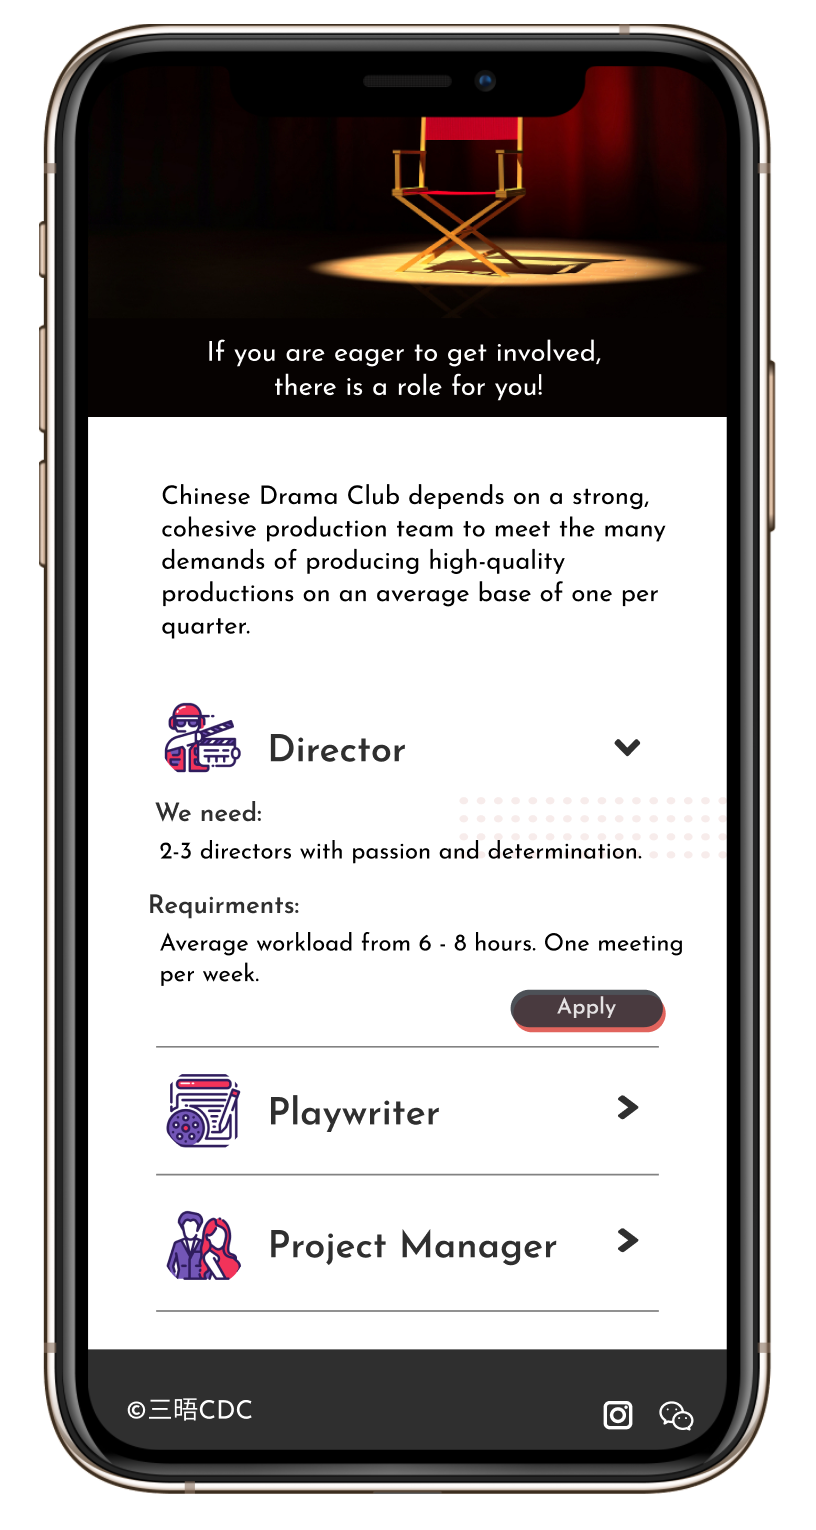 If you are eager to get involved,
there is a role for you!
Chinese Drama Club depends on a strong,
cohesive production team to meet the many
demands of producing high-quality
productions on an average base of one per
quarter.
Director
We need:
2-3 directors with passion and determination.
Requirments:
Average workload from 6 - 8 hours. One meeting
per week.
Apply
Playwriter
Project Manager
©三晤CDC